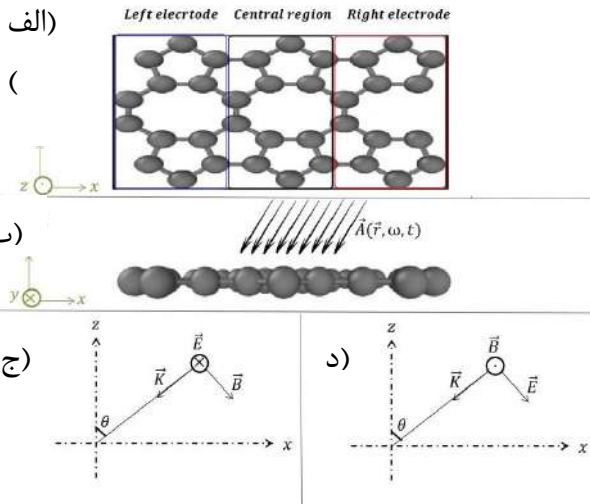 Left elecrtode Central region Right electrode
(الف
)
z x
(ب
A⃗(r⃗,ω,t)
y x
(ج
z
E⃗
K⃗
B⃗
θ
x
(د
z
B⃗
K⃗
E⃗
θ
x